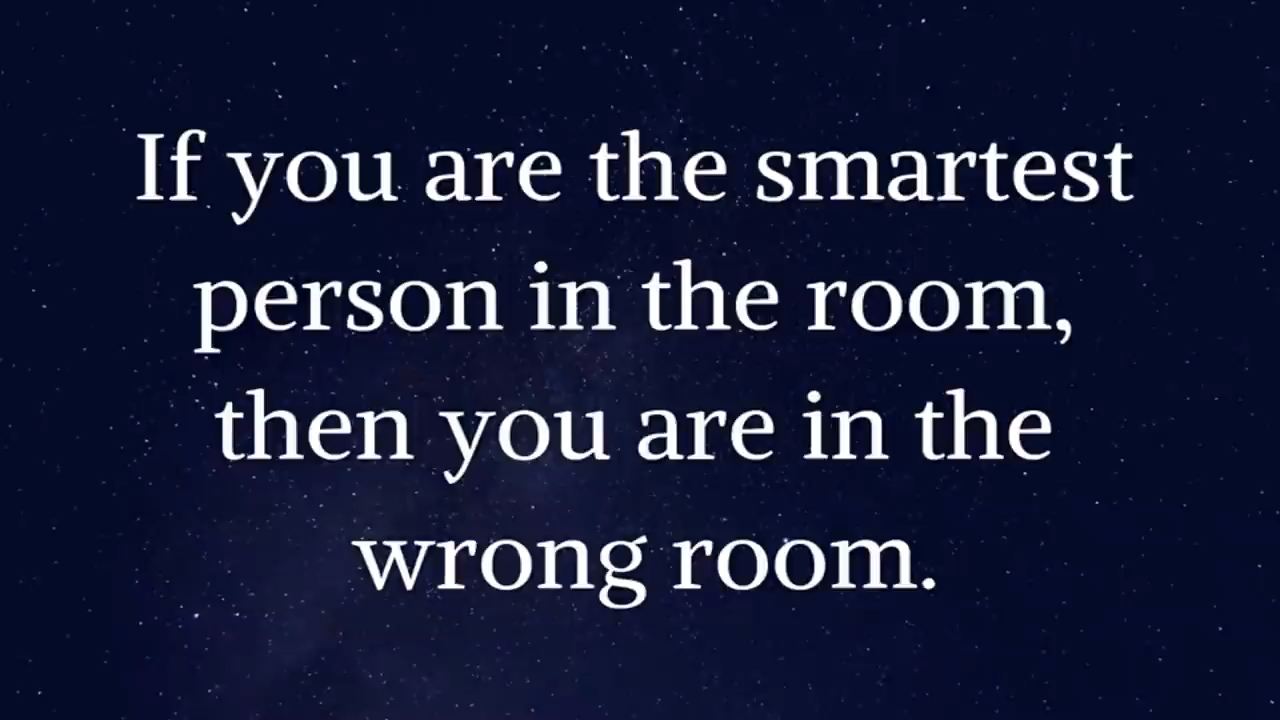 If you are the smartest
person in the room,
then you are in the
wrong room.